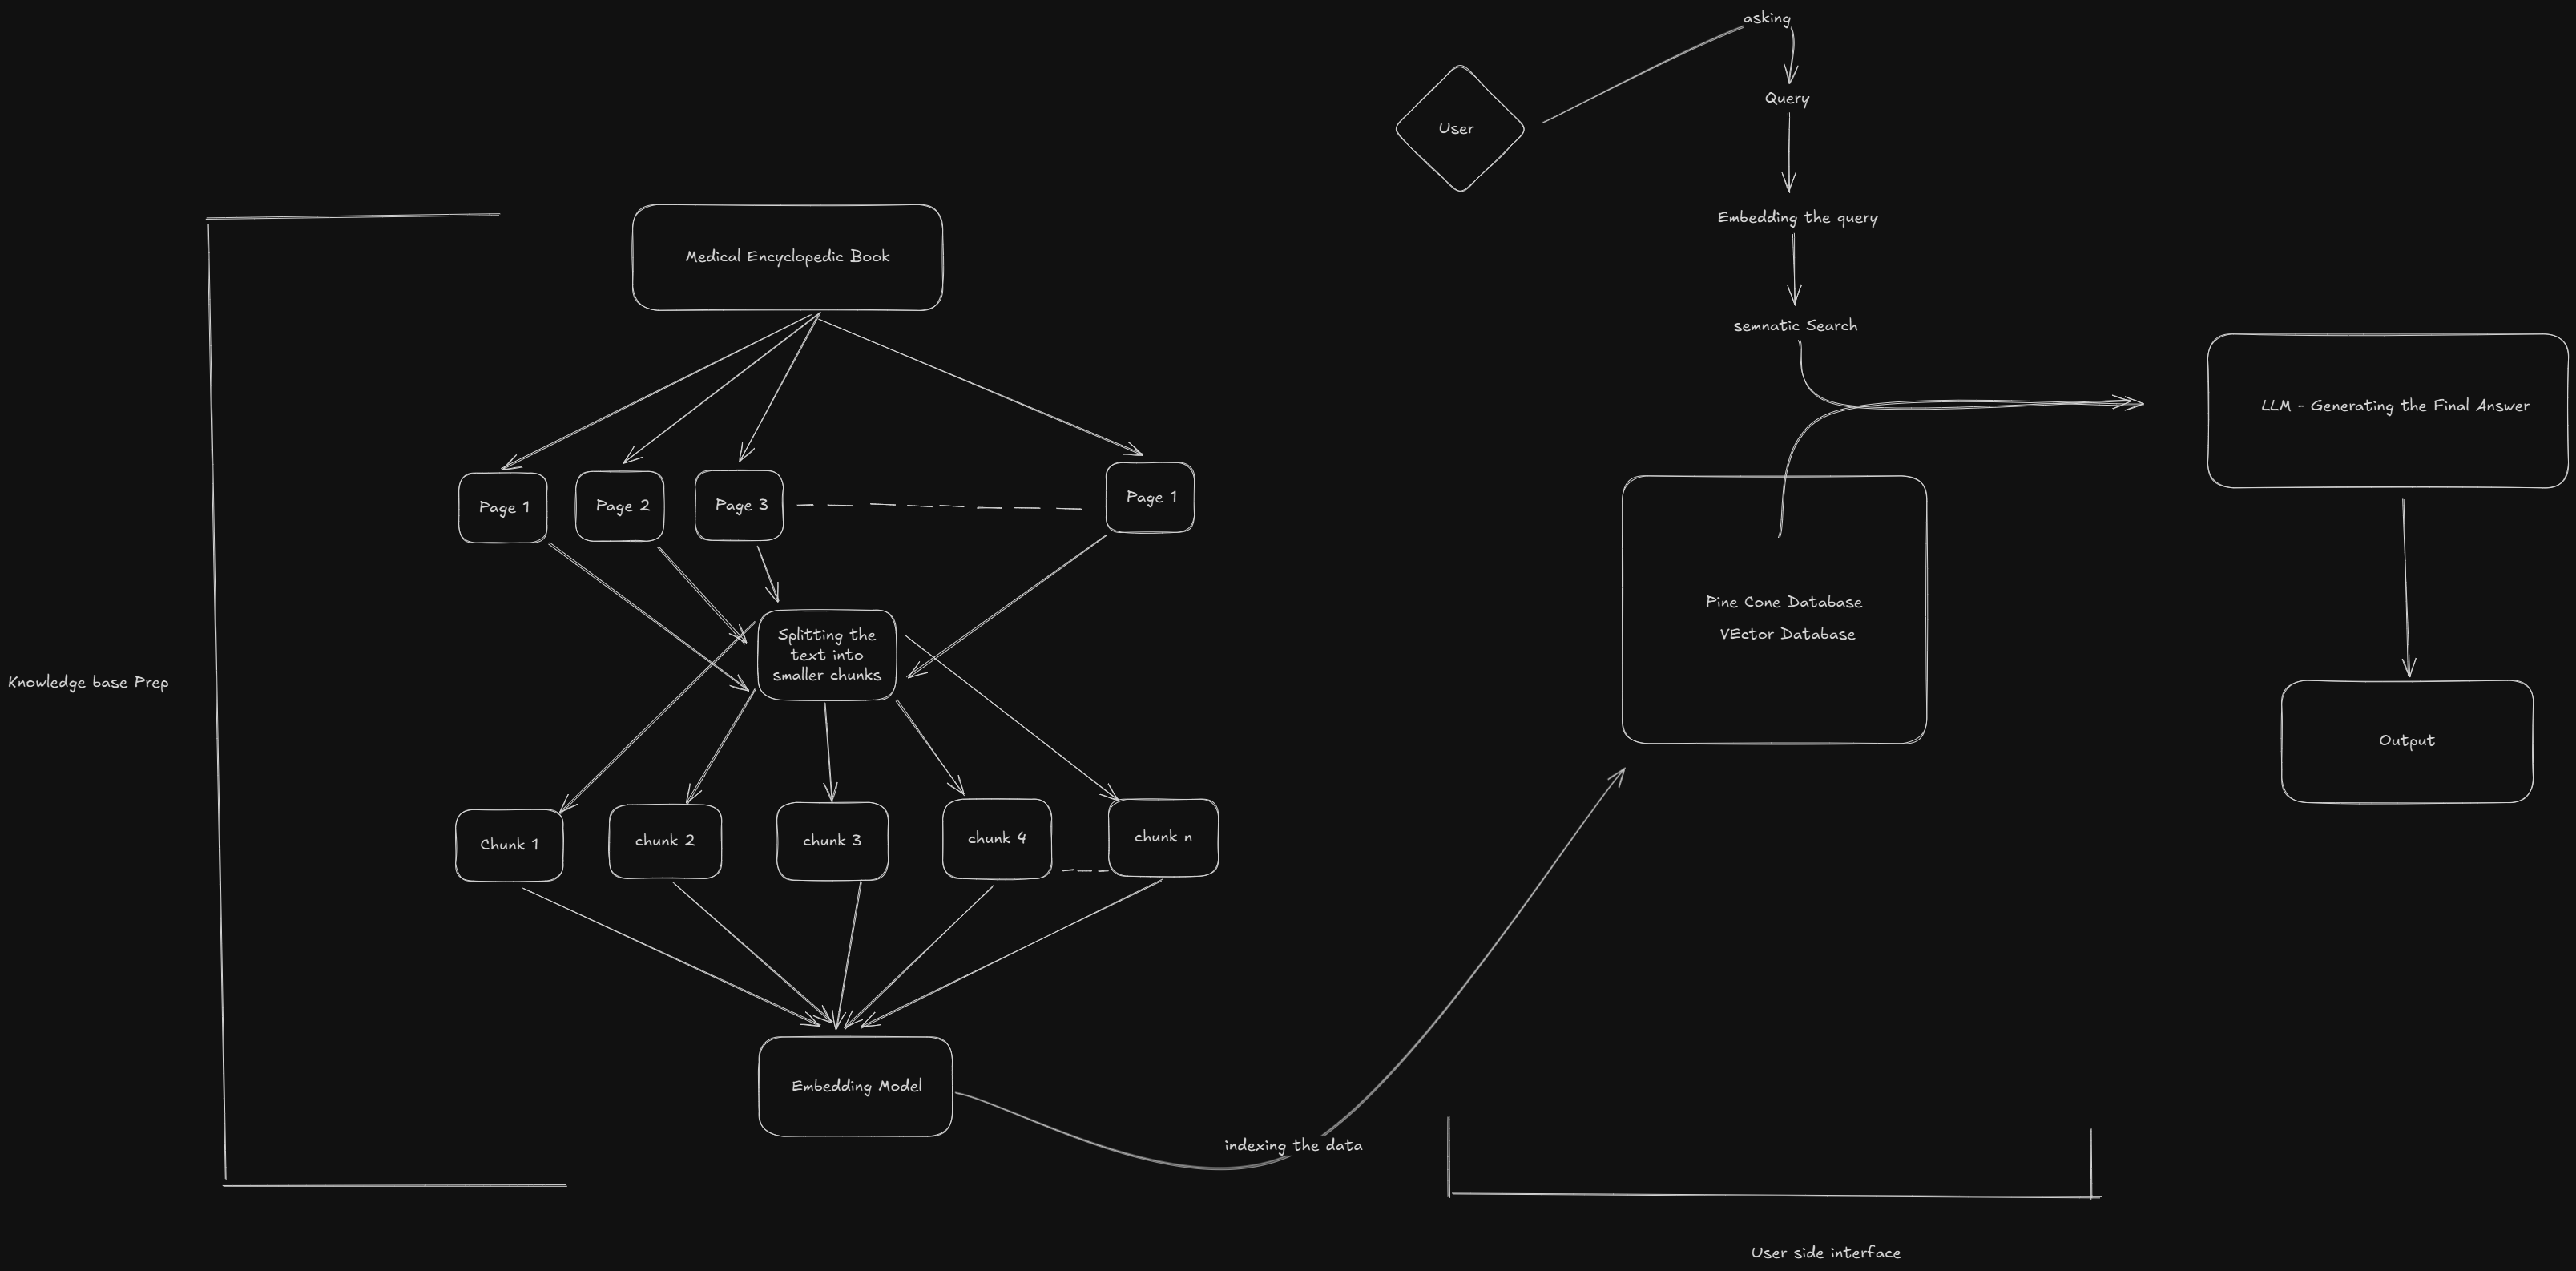 asking
Query
User
Embedding the query
Medical Encyclopedic Book
semnatic Search
LLM - Generating the Final Answer
Page 1
Page 2
Page 3
Page 1
Pine Cone Database
VEctor Database
Splitting the
text into
smaller chunks
Knowledge base Prep
Output
Chunk 1
chunk 2
chunk 3
chunk 4
chunk n
Embedding Model
indexing the data
User side interface